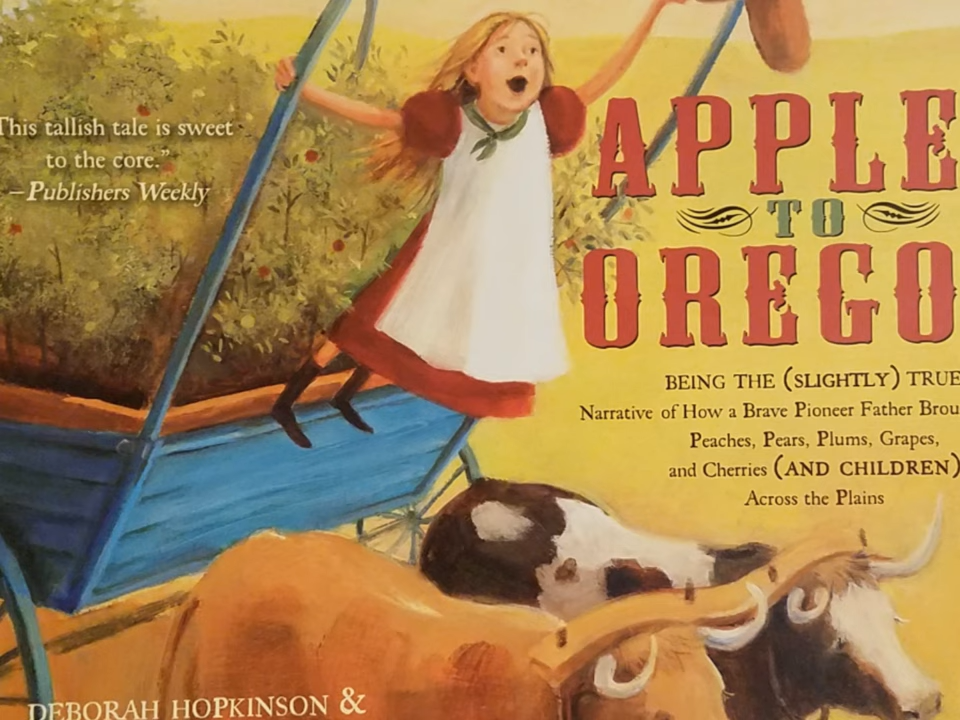 This tallish tale is sweet
to the core."
–Publishers Weekly
APPLE
TO
OREGO
BEING THE (SLIGHTLY) TRUE
Narrative of How a Brave Pioneer Father Brou
Peaches, Pears, Plums, Grapes,
and Cherries (AND CHILDREN)
Across the Plains
DEBORAH HOPKINSON &